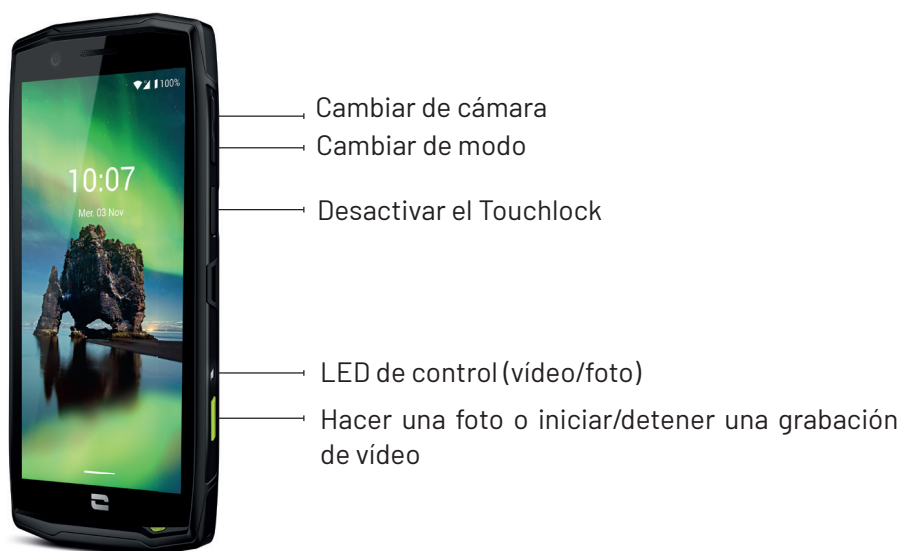 100%
Cambiar de cámara
Cambiar de modo
10:07
Mer. 03 Nov
Desactivar el Touchlock
LED de control (vídeo/foto)
Hacer una foto o iniciar/detener una grabación
de vídeo